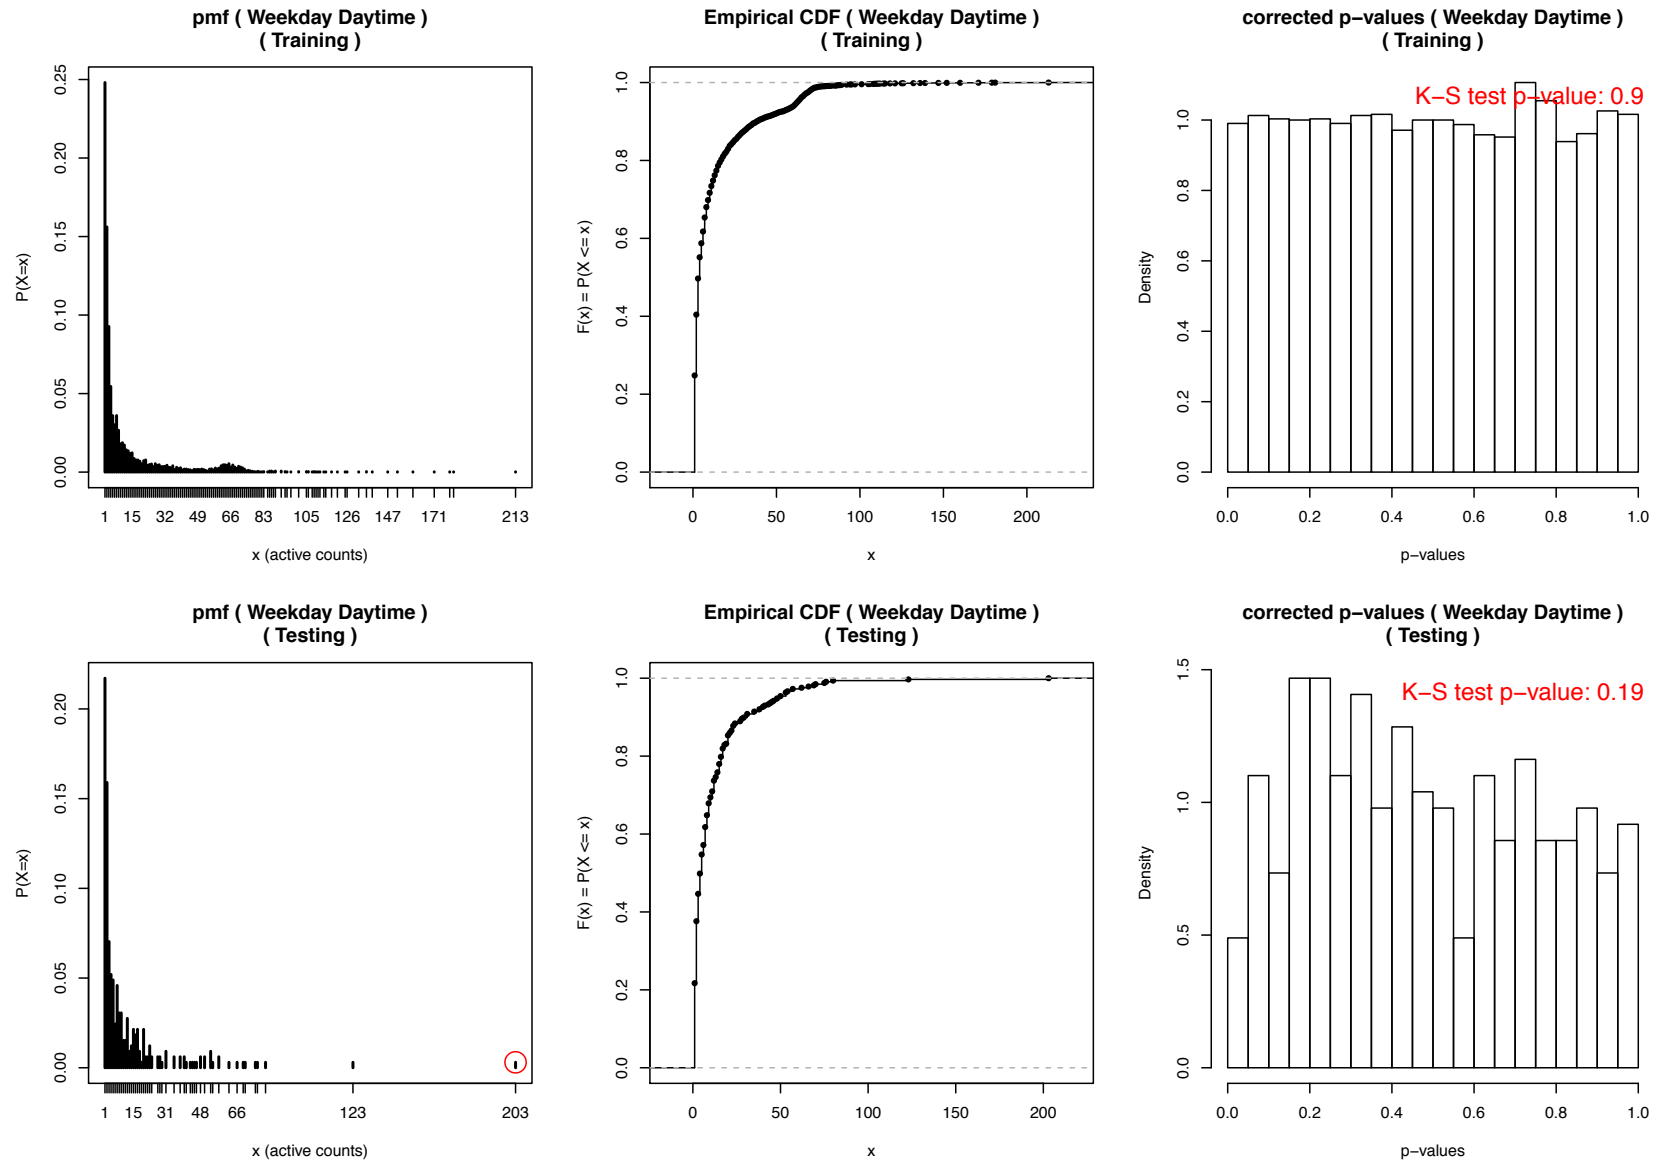 pmf ( Weekday Daytime )
( Training )
P(X=x)
0.25
0.20
0.15
0.10
0.05
0.00
1 15 32 49 66 83 105 126 147 171 213
x (active counts)
Empirical CDF ( Weekday Daytime )
( Training )
F(x) = P(X <= x)
1.0
0.8
0.6
0.4
0.2
0.0
0 50 100 150 200
x
corrected p−values ( Weekday Daytime )
( Training )
K−S test p−value: 0.9
Density
1.0
0.8
0.6
0.4
0.2
0.0
0.0 0.2 0.4 0.6 0.8 1.0
p−values
pmf ( Weekday Daytime )
( Testing )
P(X=x)
0.20
0.15
0.10
0.05
0.00
1 15 31 48 66 123 203
x (active counts)
Empirical CDF ( Weekday Daytime )
( Testing )
F(x) = P(X <= x)
1.0
0.8
0.6
0.4
0.2
0.0
0 50 100 150 200
x
corrected p−values ( Weekday Daytime )
( Testing )
K−S test p−value: 0.19
Density
1.5
1.0
0.5
0.0
0.0 0.2 0.4 0.6 0.8 1.0
p−values